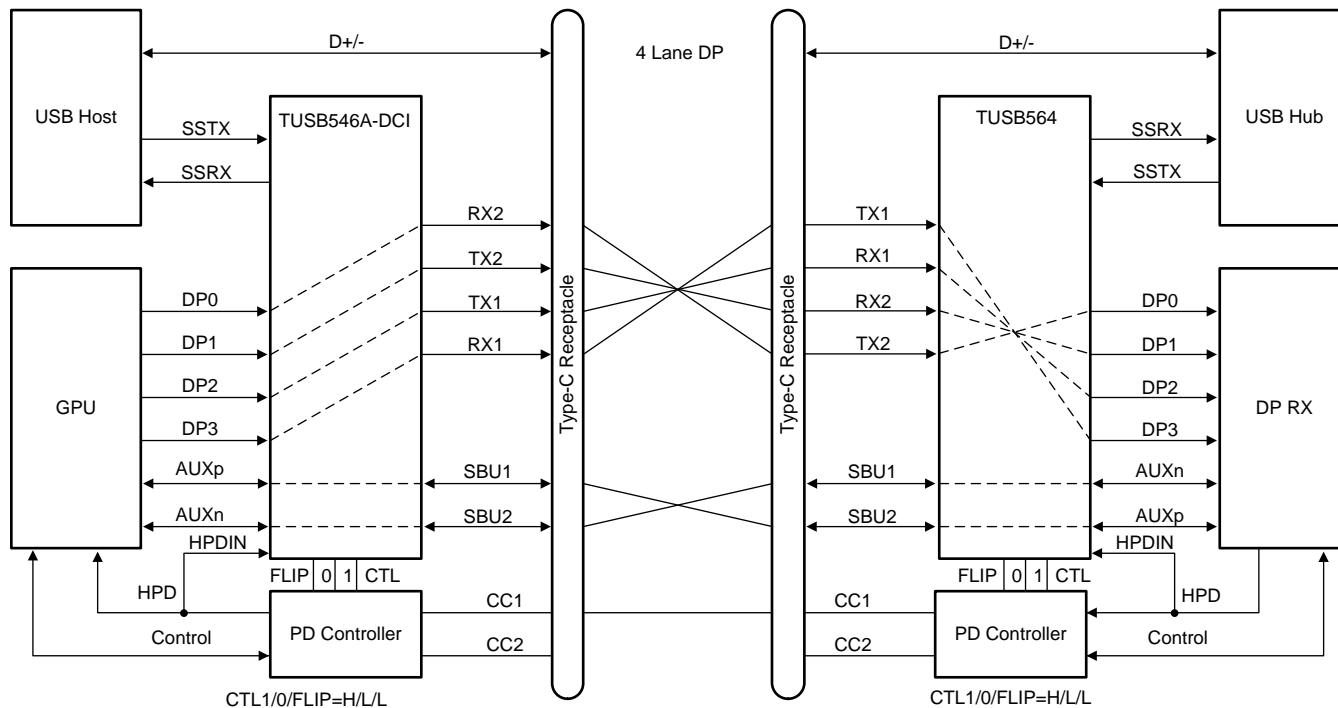 D+/-
4 Lane DP
D+/-
USB Host
TUSB546A-DCI
TUSB564
USB Hub
SSTX
SSRX
SSRX
SSTX
RX2
TX2
TX1
RX1
TX1
RX1
RX2
TX2
Type-C Receptacle
Type-C Receptacle
GPU
DP0
DP1
DP2
DP3
AUXp
AUXn
DP0
DP1
DP2
DP3
AUXn
AUXp
DP RX
SBU1
SBU2
SBU1
SBU2
HPDIN
HPDIN
FLIP 0 1 CTL
FLIP 0 1 CTL
HPD
HPD
Control
Control
PD Controller
PD Controller
CC1
CC2
CC1
CC2
CTL1/0/FLIP=H/L/L
CTL1/0/FLIP=H/L/L